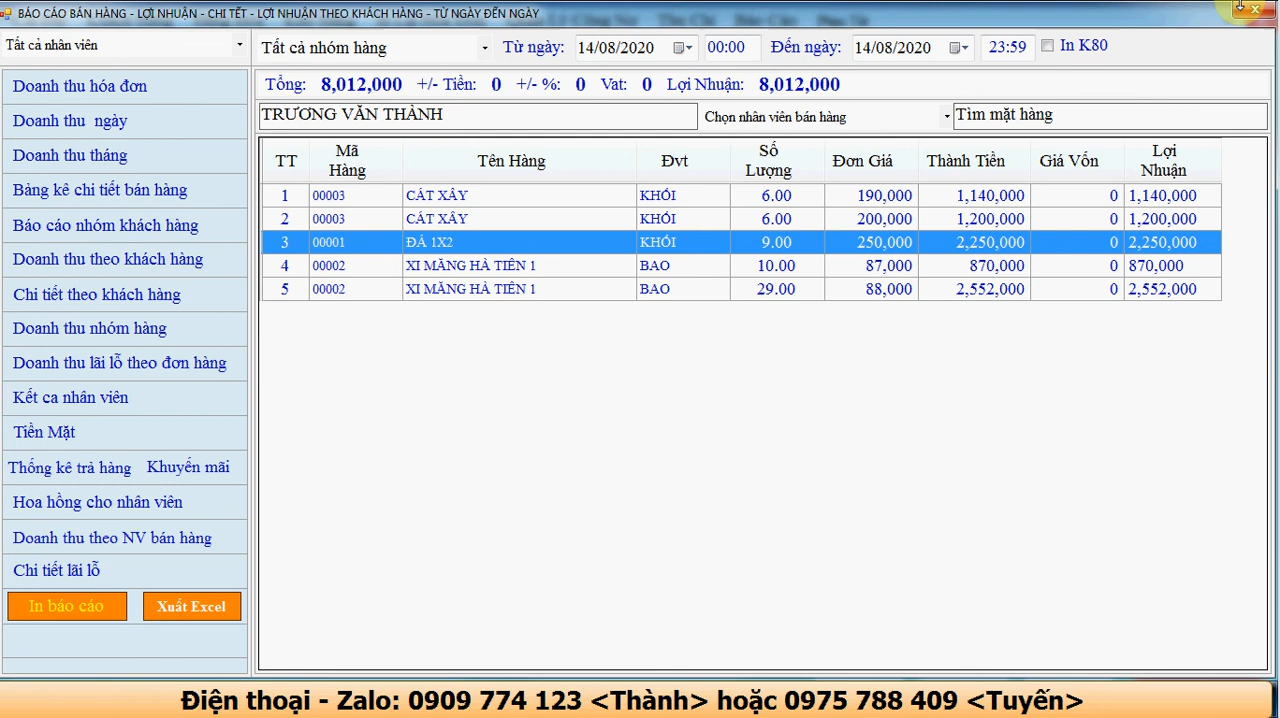 BÁO CÁO BÁN HÀNG - LỢI NHUẬN - CHI TẾT - LỢI NHUẬN THEO KHÁCH HÀNG - TỪ NGÀY ĐẾN NGÀY
Tất cả nhân viên
Tất cả nhóm hàng Từ ngày: 14/08/2020 00:00 Đến ngày: 14/08/2020 23:59 In K80
Tổng: 8,012,000 +/- Tiền: 0 +/- %: 0 Vat: 0 Lợi Nhuận: 8,012,000
TRƯƠNG VĂN THÀNH Chọn nhân viên bán hàng Tìm mặt hàng
TT Mã Hàng Tên Hàng Đvt Số Lượng Đơn Giá Thành Tiền Giá Vốn Lợi Nhuận
1 00003 CÁT XÂY KHỐI 6.00 190,000 1,140,000 0 1,140,000
2 00003 CÁT XÂY KHỐI 6.00 200,000 1,200,000 0 1,200,000
3 00001 ĐÁ 1X2 KHỐI 9.00 250,000 2,250,000 0 2,250,000
4 00002 XI MĂNG HÀ TIÊN 1 BAO 10.00 87,000 870,000 0 870,000
5 00002 XI MĂNG HÀ TIÊN 1 BAO 29.00 88,000 2,552,000 0 2,552,000
Doanh thu hóa đơn
Doanh thu ngày
Doanh thu tháng
Bảng kê chi tiết bán hàng
Báo cáo nhóm khách hàng
Doanh thu theo khách hàng
Chi tiết theo khách hàng
Doanh thu nhóm hàng
Doanh thu lãi lỗ theo đơn hàng
Kết ca nhân viên
Tiền Mặt
Thống kê trả hàng Khuyến mãi
Hoa hồng cho nhân viên
Doanh thu theo NV bán hàng
Chi tiết lãi lỗ
In báo cáo Xuất Excel
Điện thoại - Zalo: 0909 774 123 <Thành> hoặc 0975 788 409 <Tuyến>